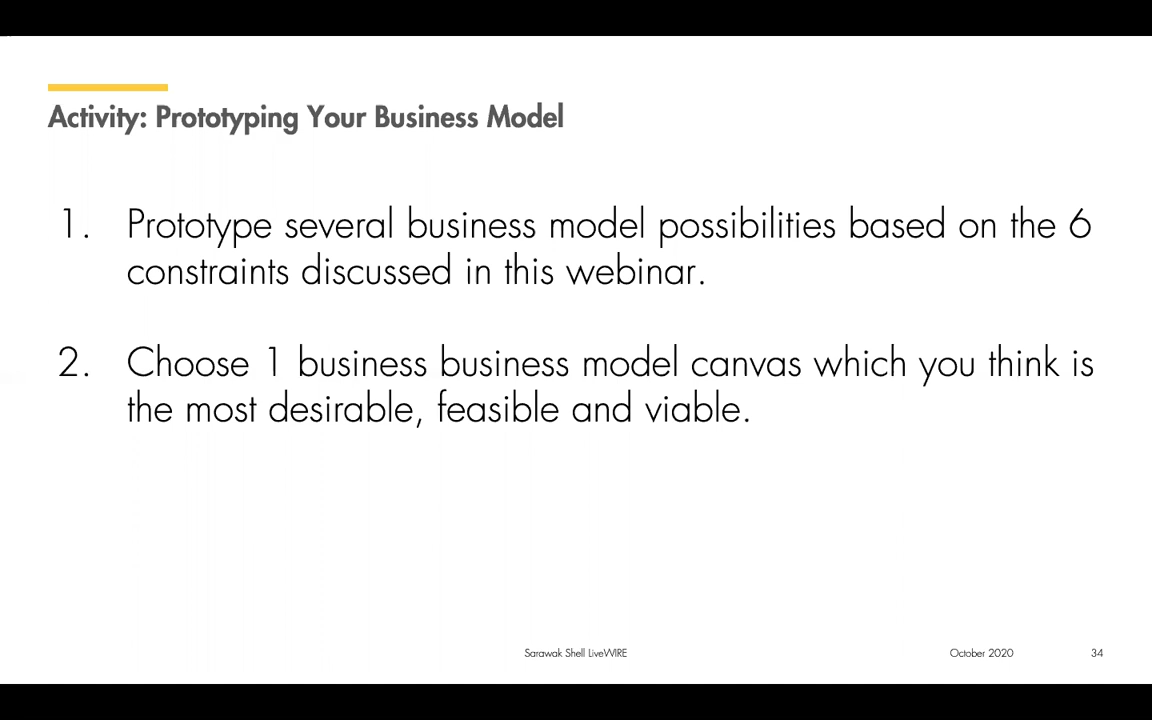 Activity: Prototyping Your Business Model
1. Prototype several business model possibilities based on the 6
constraints discussed in this webinar.
2. Choose 1 business business model canvas which you think is
the most desirable, feasible and viable.
Sarawak Shell LiveWIRE
October 2020
34